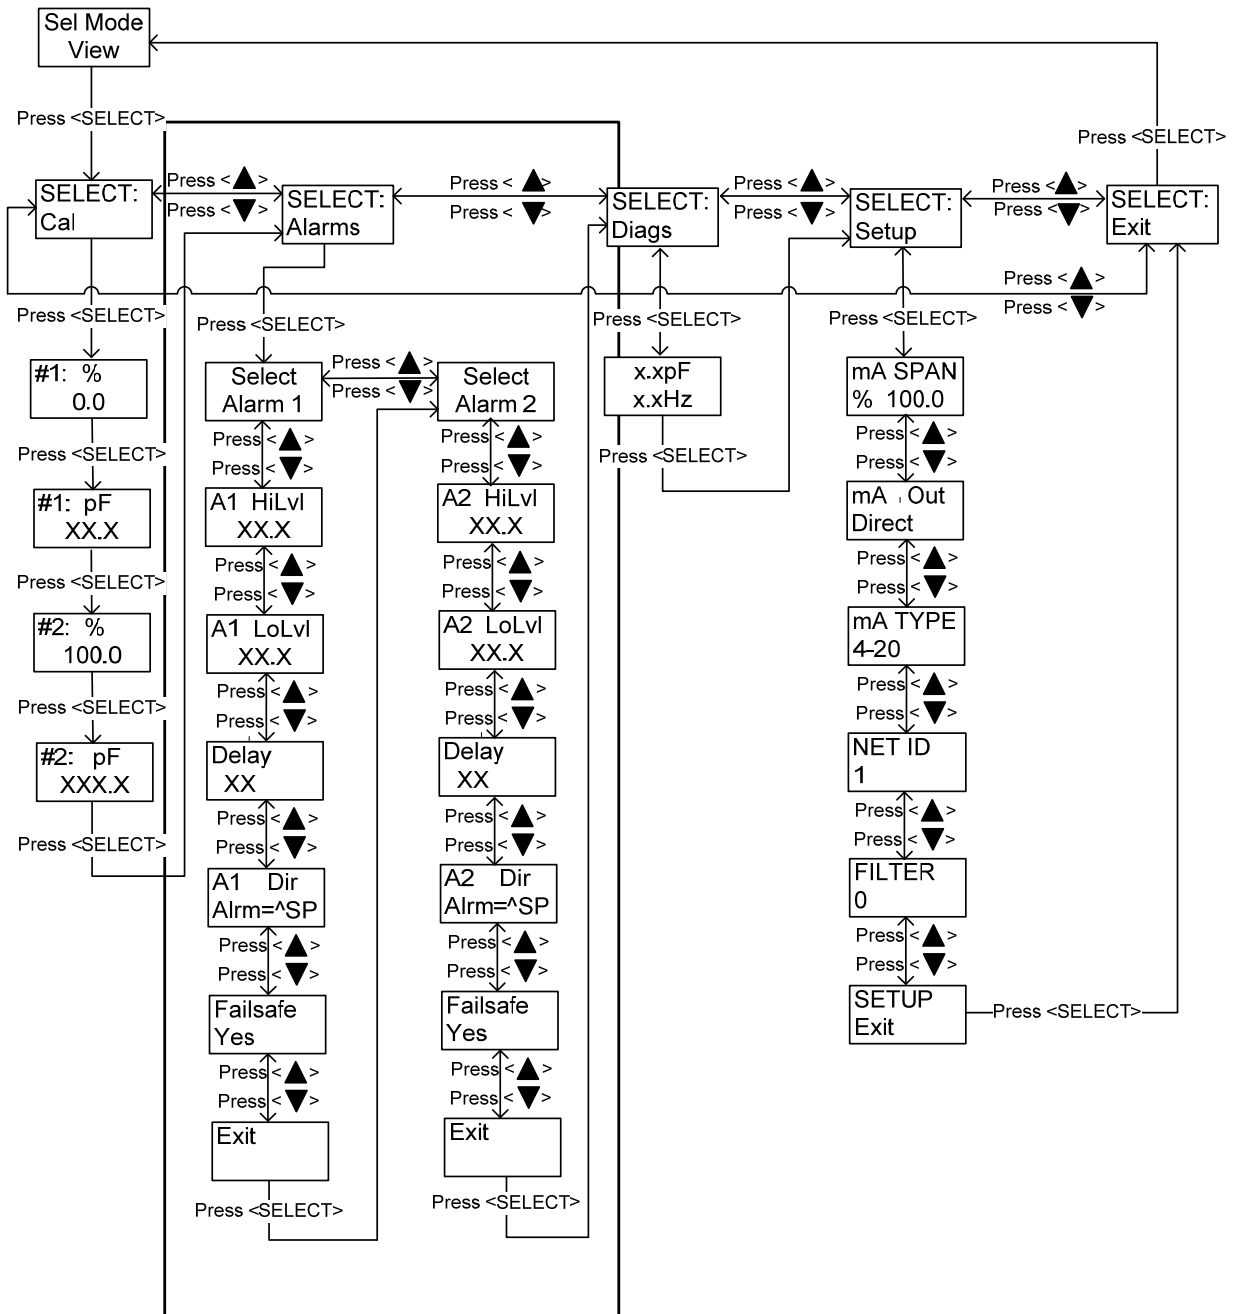 Sel Mode
View
Press <SELECT>
Press <SELECT>
SELECT:
Cal
Press <▲>
Press <▼>
SELECT:
Alarms
Press <▲>
Press <▼>
SELECT:
Diags
Press <▲>
Press <▼>
SELECT:
Setup
Press <▲>
Press <▼>
SELECT:
Exit
Press <▲>
Press <▼>
Press <SELECT>
#1: %
0.0
Press <SELECT>
#1: pF
XX.X
Press <SELECT>
#2: %
100.0
Press <SELECT>
#2: pF
XXX.X
Press <SELECT>
Press <SELECT>
Select
Alarm 1
Press <▲>
Press <▼>
Press <▲>
Press <▼>
A1 HiLvl
XX.X
Press <▲>
Press <▼>
A1 LoLvl
XX.X
Press <▲>
Press <▼>
Delay
XX
Press <▲>
Press <▼>
A1 Dir
Alrm=^SP
Press <▲>
Press <▼>
Failsafe
Yes
Press <▲>
Press <▼>
Exit
Press <SELECT>
Select
Alarm 2
Press <▲>
Press <▼>
A2 HiLvl
XX.X
Press <▲>
Press <▼>
A2 LoLvl
XX.X
Press <▲>
Press <▼>
Delay
XX
Press <▲>
Press <▼>
A2 Dir
Alrm=^SP
Press <▲>
Press <▼>
Failsafe
Yes
Press <▲>
Press <▼>
Exit
Press <SELECT>
Press <SELECT>
x.xpF
x.xHz
Press <SELECT>
Press <SELECT>
mA SPAN
% 100.0
Press <▲>
Press <▼>
mA Out
Direct
Press <▲>
Press <▼>
mA TYPE
4-20
Press <▲>
Press <▼>
NET ID
1
Press <▲>
Press <▼>
FILTER
0
Press <▲>
Press <▼>
SETUP
Exit
Press <SELECT>